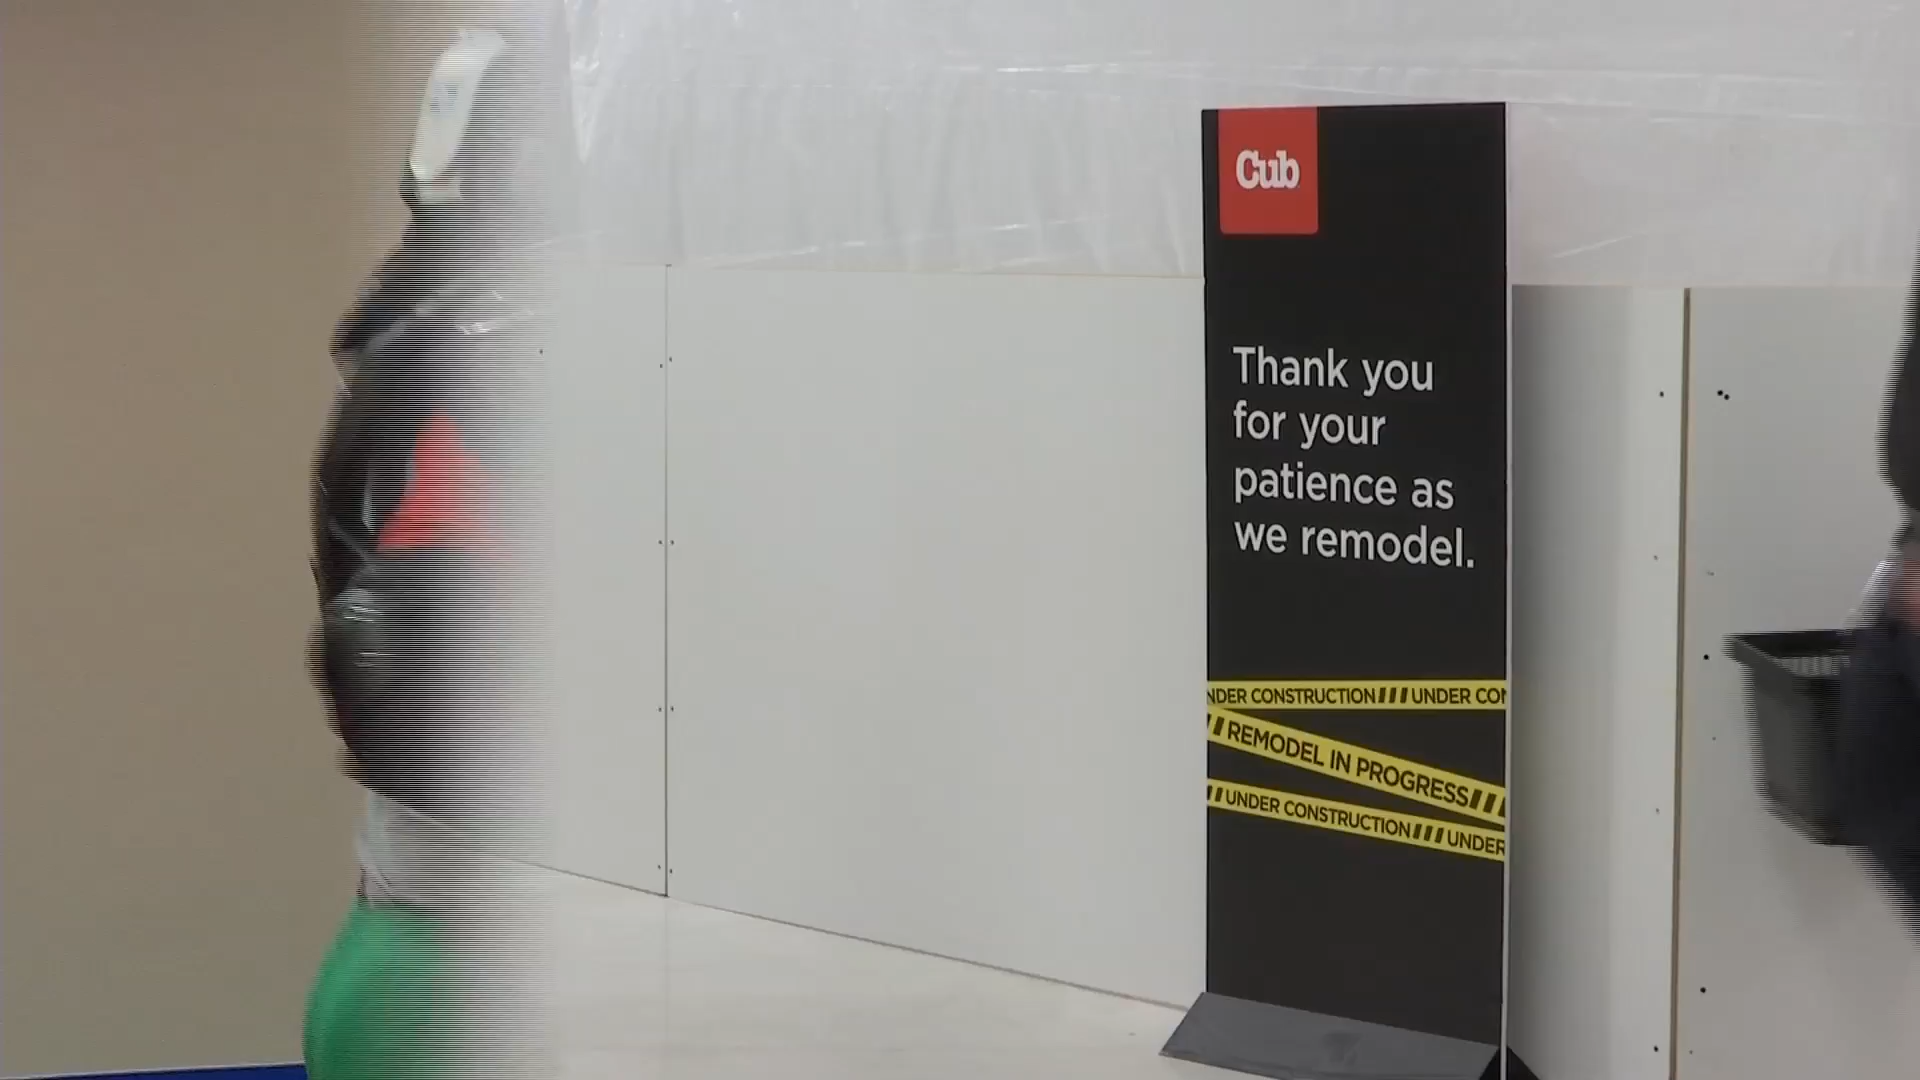 Cub
Thank you
for your
patience as
we remodel.
NDER CONSTRUCTION /// UNDER CON
// REMODEL IN PROGRESS ///
// UNDER CONSTRUCTION /// UNDER